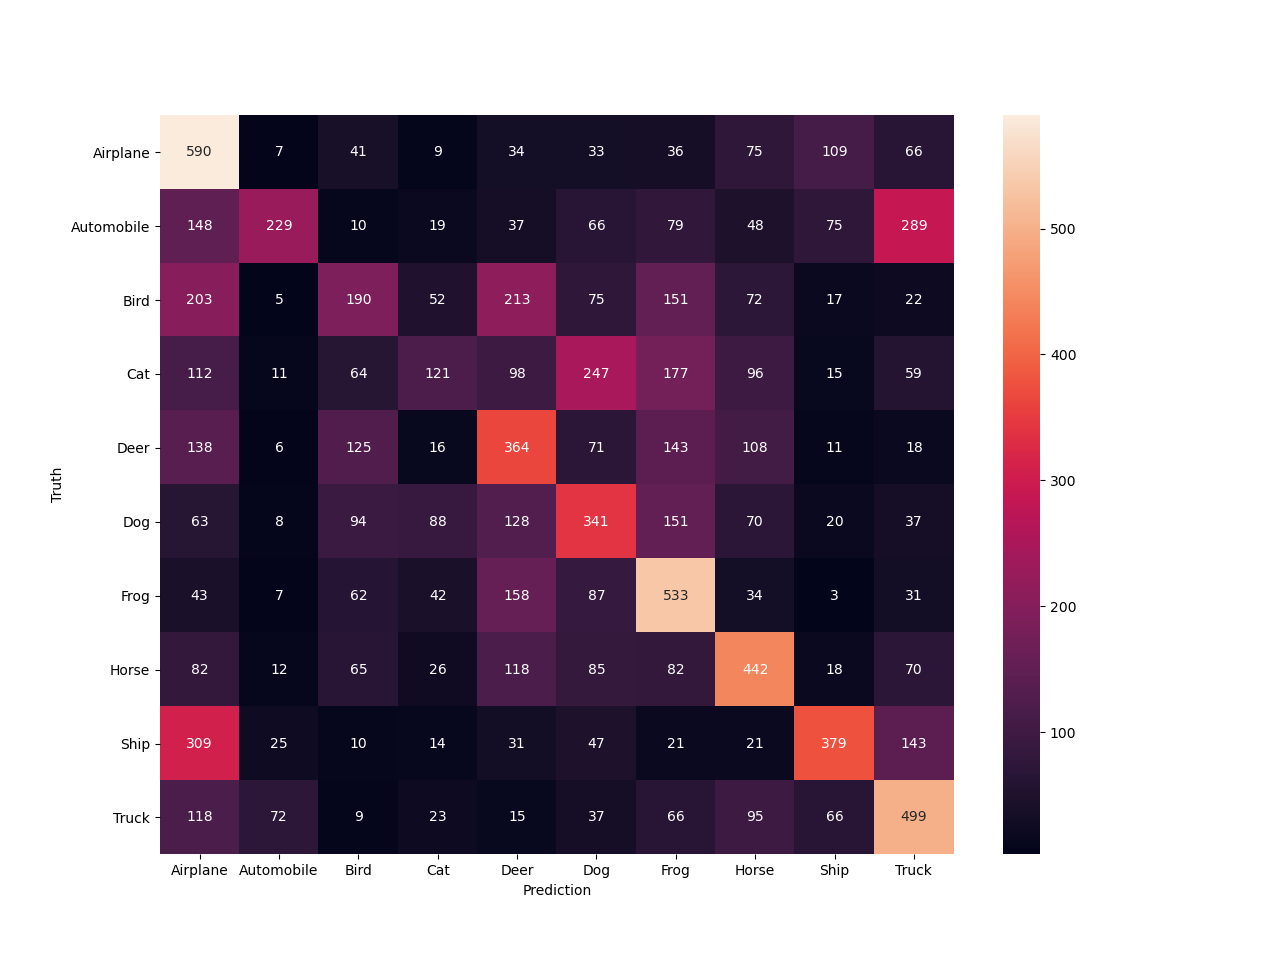 Airplane 590 7 41 9 34 33 36 75 109 66
Automobile 148 229 10 19 37 66 79 48 75 289
500
Bird 203 5 190 52 213 75 151 72 17 22
400
Cat 112 11 64 121 98 247 177 96 15 59
Deer 138 6 125 16 364 71 143 108 11 18
Truth
300
Dog 63 8 94 88 128 341 151 70 20 37
Frog 43 7 62 42 158 87 533 34 3 31
200
Horse 82 12 65 26 118 85 82 442 18 70
Ship 309 25 10 14 31 47 21 21 379 143
100
Truck 118 72 9 23 15 37 66 95 66 499
Airplane Automobile Bird Cat Deer Dog Frog Horse Ship Truck
Prediction